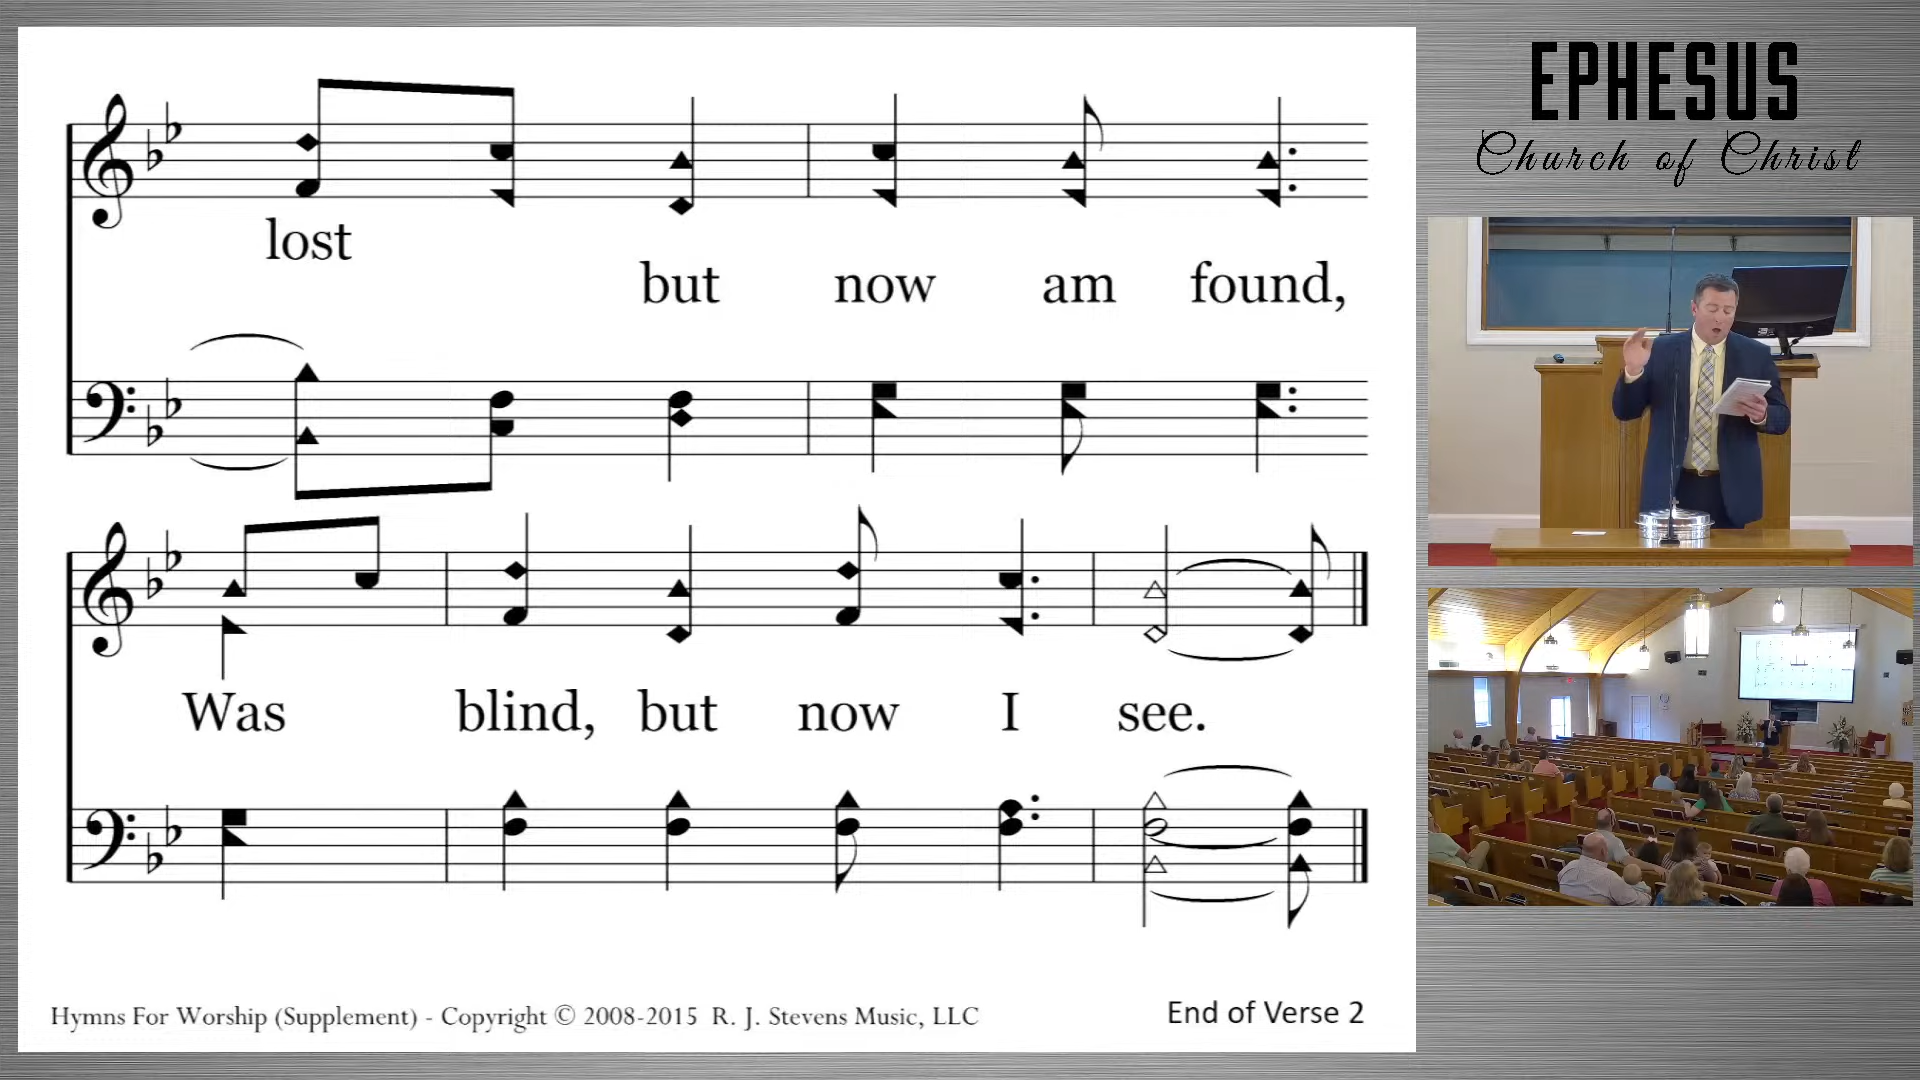 lost
but now am found,
Was blind, but now I see.
Hymns For Worship (Supplement) - Copyright © 2008-2015 R. J. Stevens Music, LLC
End of Verse 2
EPHESUS
Church of Christ